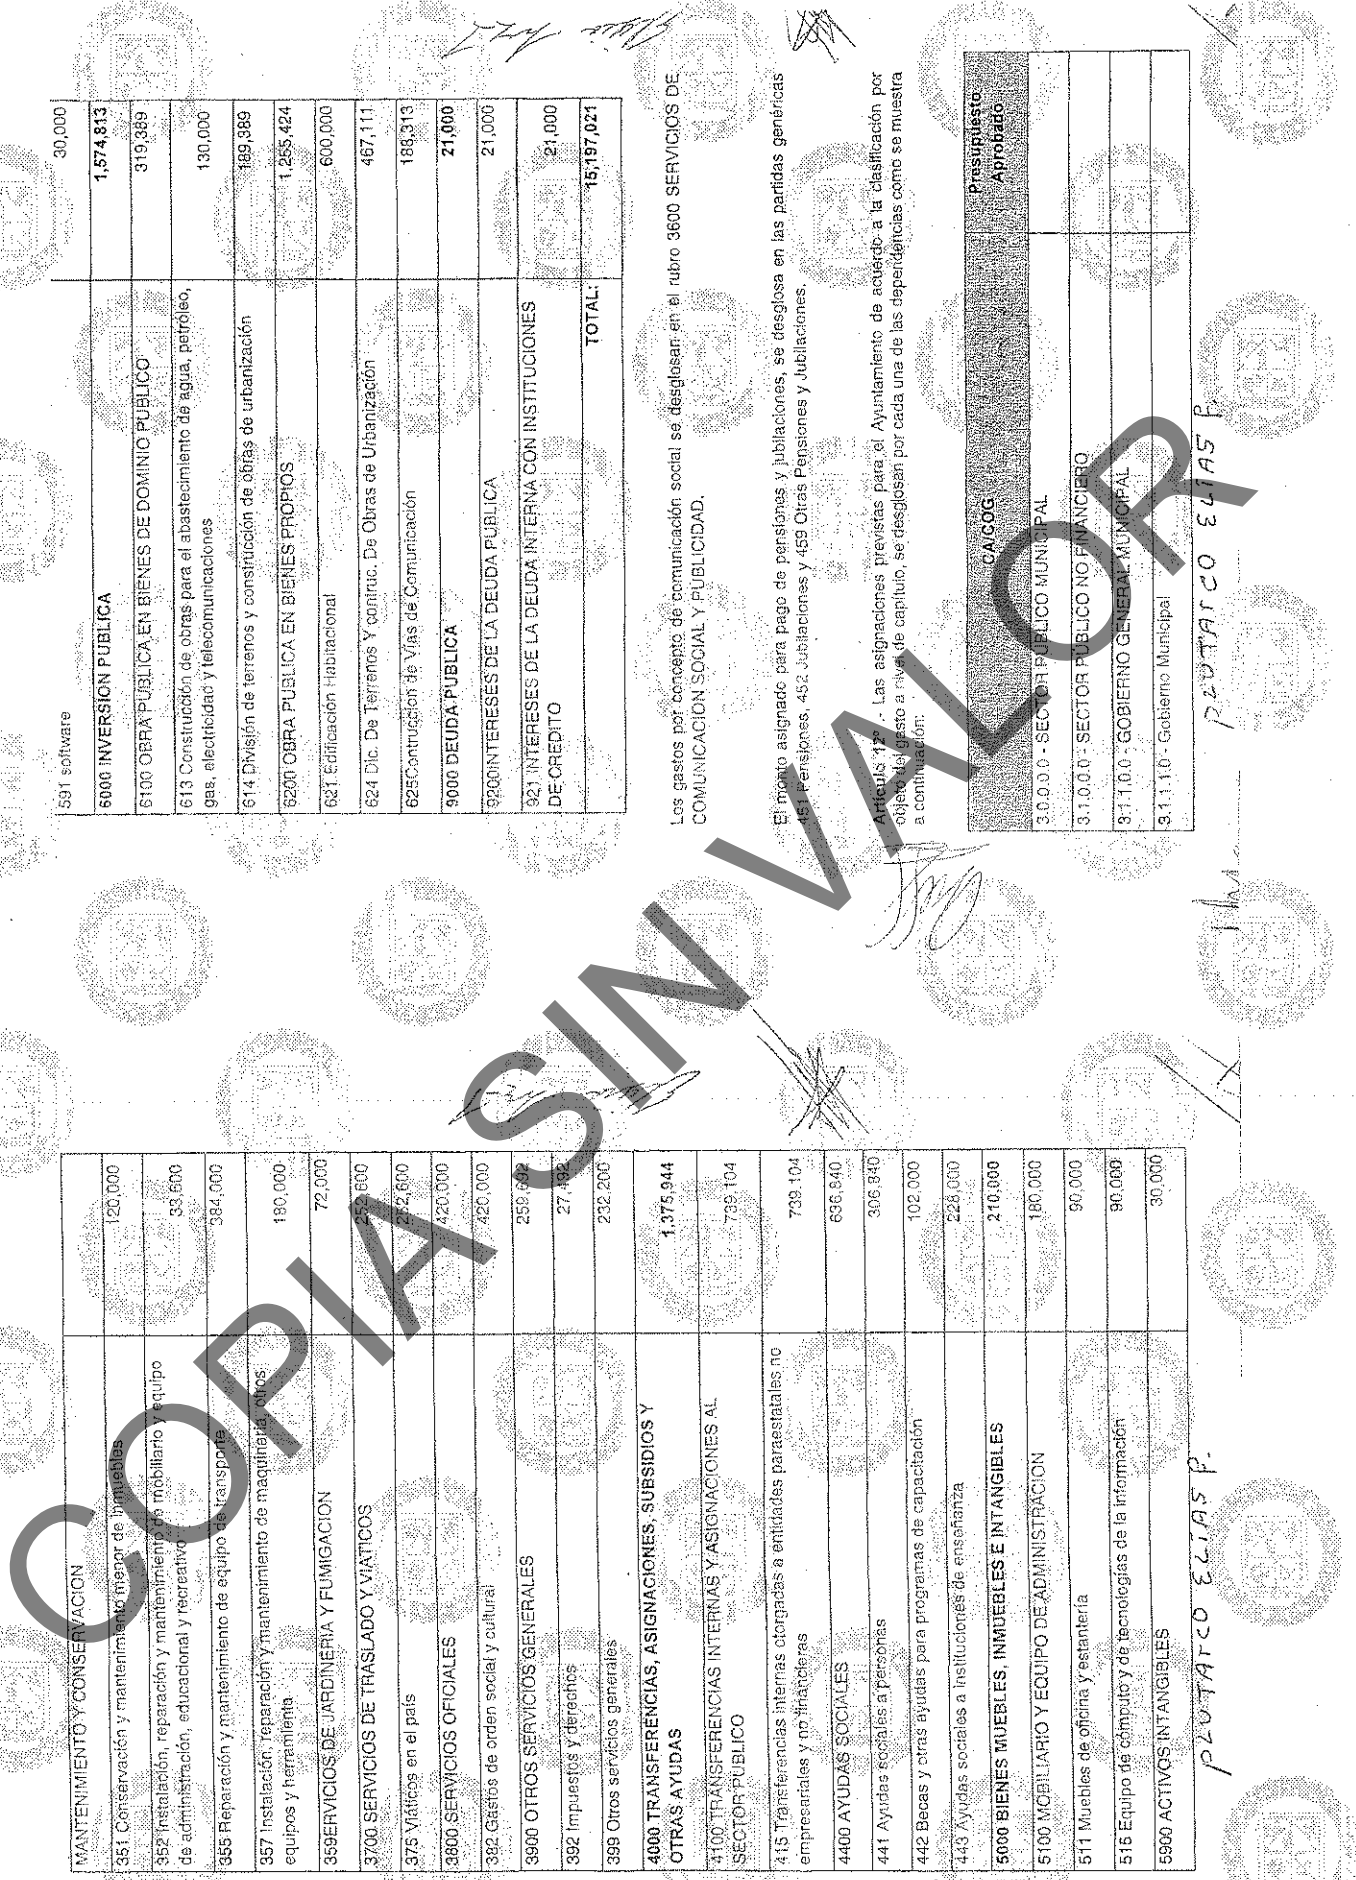 MANTENIMIENTO Y CONSERVACION
351 Conservación y mantenimiento menor de inmuebles 120,000
352 Instalación, reparación y mantenimiento de mobiliario y equipo
de administración, educacional y recreativo 33,600
355 Reparación y mantenimiento de equipo de transporte 384,000
357 Instalación, reparación y mantenimiento de maquinaria, otros
equipos y herramienta 180,000
359SERVICIOS DE JARDINERIA Y FUMIGACION 72,000
3700 SERVICIOS DE TRASLADO Y VIATICOS 252,600
375 Viáticos en el país 252,600
3800 SERVICIOS OFICIALES 420,000
382 Gastos de orden social y cultural 420,000
3900 OTROS SERVICIOS GENERALES 259,692
392 Impuestos y derechos 27,492
399 Otros servicios generales 232,200
4000 TRANSFERENCIAS, ASIGNACIONES, SUBSIDIOS Y
OTRAS AYUDAS 1,375,944
4100 TRANSFERENCIAS INTERNAS Y ASIGNACIONES AL
SECTOR PUBLICO 739,104
415 Transferencias internas otorgadas a entidades paraestatales no
empresariales y no financieras 739,104
4400 AYUDAS SOCIALES 636,840
441 Ayudas sociales a personas 306,840
442 Becas y otras ayudas para programas de capacitación 102,000
443 Ayudas sociales a instituciones de enseñanza 228,000
5000 BIENES MUEBLES, INMUEBLES E INTANGIBLES 210,000
5100 MOBILIARIO Y EQUIPO DE ADMINISTRACION 180,000
511 Muebles de oficina y estantería 90,000
515 Equipo de cómputo y de tecnologías de la información 90,000
5900 ACTIVOS INTANGIBLES 30,000
PLUTARCO ELIAS P.
591 software 30,000
6000 INVERSION PUBLICA 1,574,813
6100 OBRA PUBLICA EN BIENES DE DOMINIO PUBLICO 319,389
613 Construcción de obras para el abastecimiento de agua, petróleo,
gas, electricidad y telecomunicaciones 130,000
614 División de terrenos y construcción de obras de urbanización 189,389
6200 OBRA PUBLICA EN BIENES PROPIOS 1,255,424
621 Edificación Habitacional 600,000
624 Dic. De Terrenos Y contruc. De Obras de Urbanización 467,111
625Contruccion de Vías de Comunicación 188,313
9000 DEUDA PUBLICA 21,000
9200INTERESES DE LA DEUDA PUBLICA 21,000
921 INTERESES DE LA DEUDA INTERNA CON INSTITUCIONES
DE CREDITO 21,000
TOTAL: 15,197,021
Los gastos por concepto de comunicación social se desglosan en el rubro 3600 SERVICIOS DE
COMUNICACION SOCIAL Y PUBLICIDAD.
El monto asignado para pago de pensiones y jubilaciones, se desglosa en las partidas genéricas
451 Pensiones, 452 Jubilaciones y 459 Otras Pensiones y Jubilaciones.
Artículo 12º.- Las asignaciones previstas para el Ayuntamiento de acuerdo a la clasificación por
objeto del gasto a nivel de capítulo, se desglosan por cada una de las dependencias como se muestra
a continuación:
CA/COG Presupuesto
Aprobado
3.0.0.0.0 - SECTOR PUBLICO MUNICIPAL
3.1.0.0.0 - SECTOR PÚBLICO NO FINANCIERO
3.1.1.0.0 - GOBIERNO GENERAL MUNICIPAL
3.1.1.1.0 - Gobierno Municipal
PLUTARCO ELIAS P.
COPIA SIN VALOR